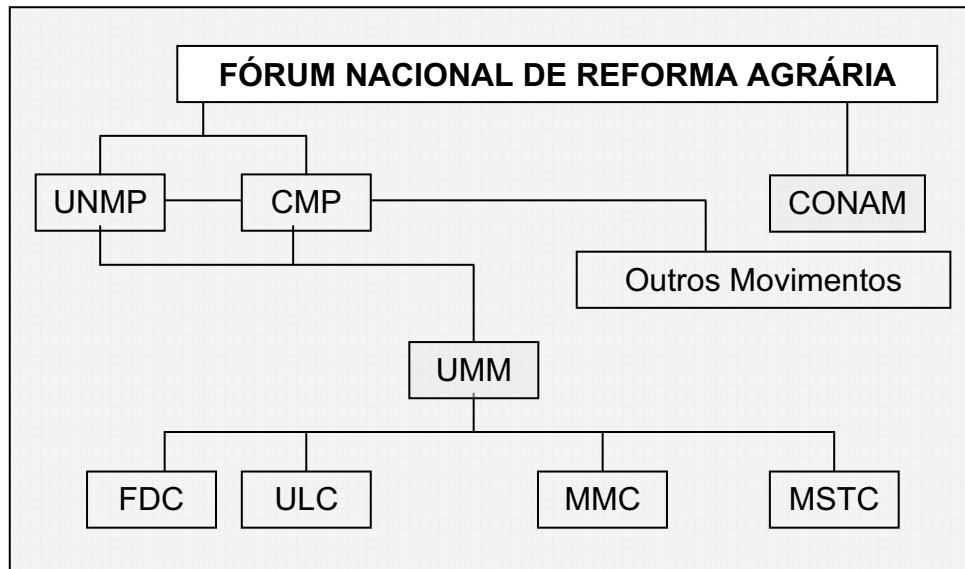 FÓRUM NACIONAL DE REFORMA AGRÁRIA
UNMP
CMP
CONAM
Outros Movimentos
UMM
FDC
ULC
MMC
MSTC